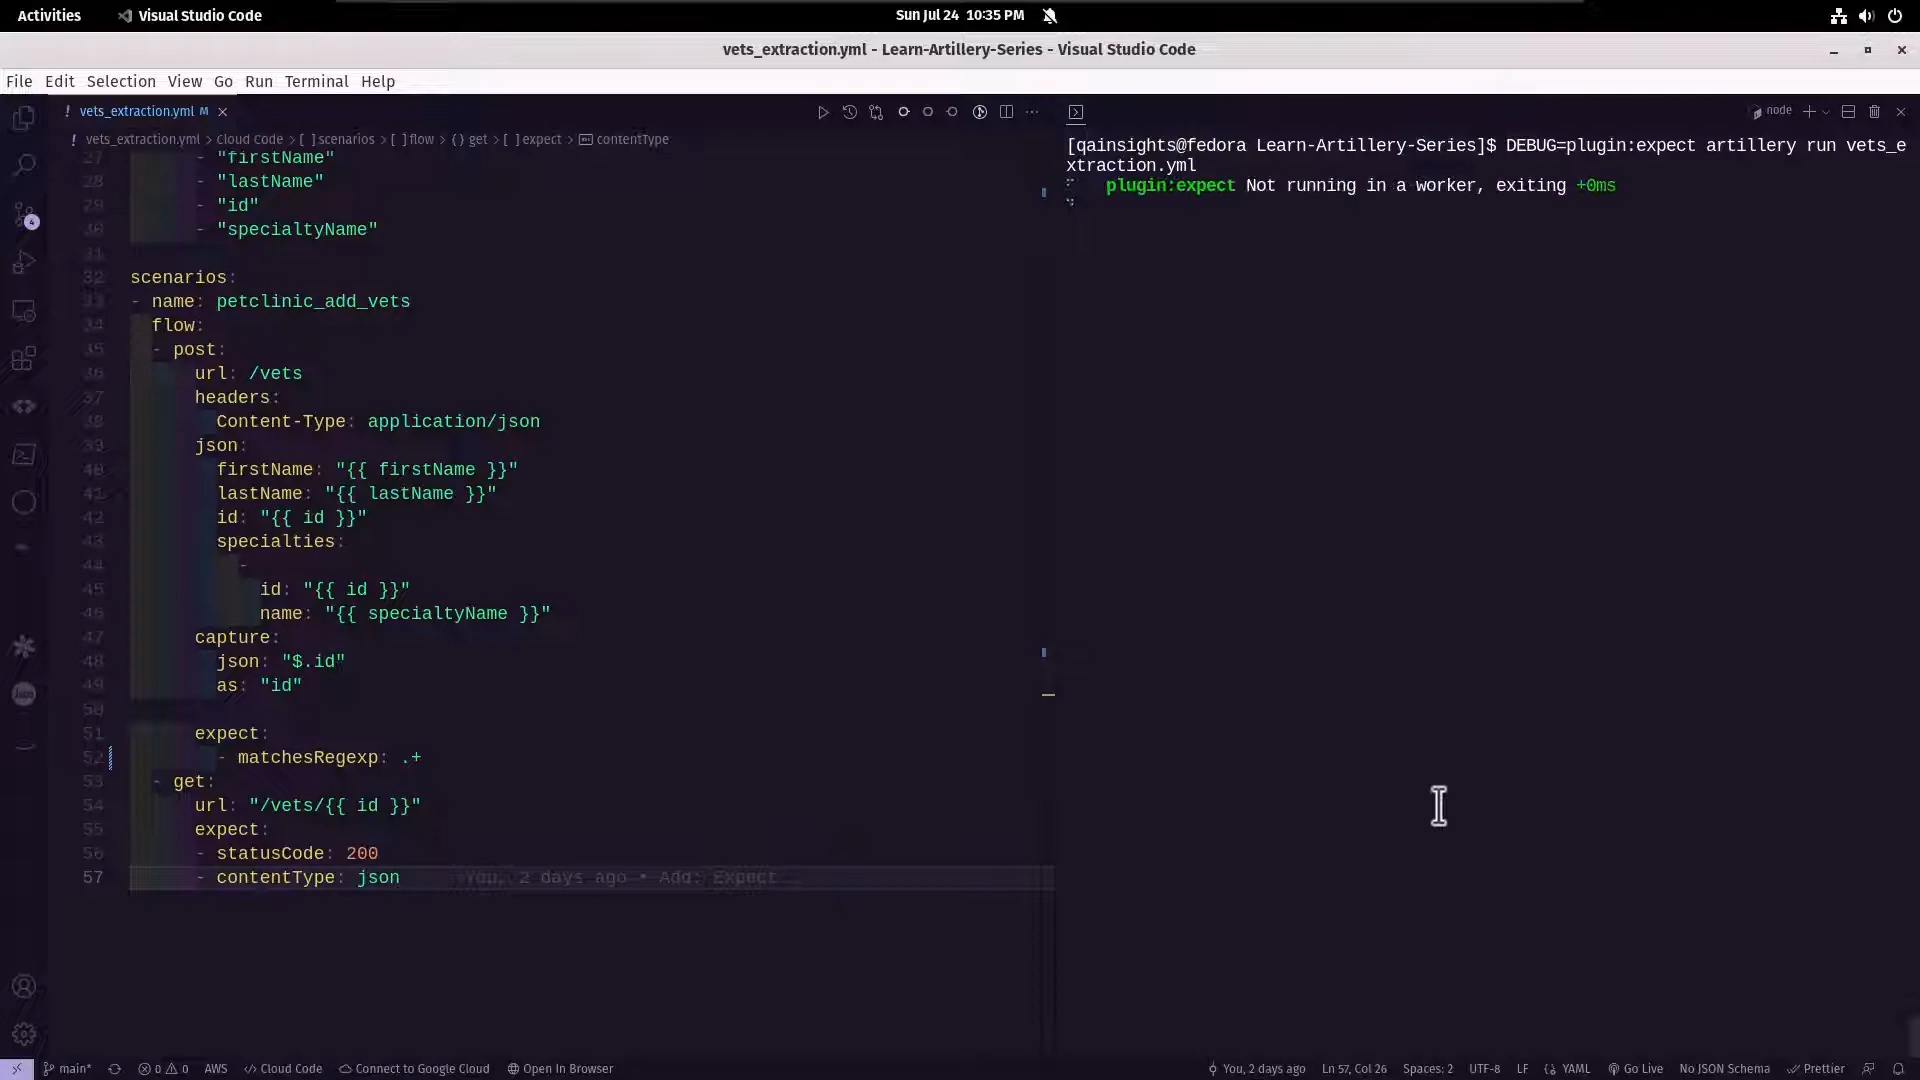 Activities
Visual Studio Code
Sun Jul 24 10:35 PM
vets_extraction.yml - Learn-Artillery-Series - Visual Studio Code
File Edit Selection View Go Run Terminal Help
! vets_extraction.yml M
node
! vets_extraction.yml > Cloud Code > [ ] scenarios > [ ] flow > {} get > [ ] expect > contentType
27 - "firstName"
28 - "lastName"
29 - "id"
30 - "specialtyName"
31
32 scenarios:
33 - name: petclinic_add_vets
34 flow:
35 - post:
36 url: /vets
37 headers:
38 Content-Type: application/json
39 json:
40 firstName: "{{ firstName }}"
41 lastName: "{{ lastName }}"
42 id: "{{ id }}"
43 specialties:
44 -
45 id: "{{ id }}"
46 name: "{{ specialtyName }}"
47 capture:
48 json: "$.id"
49 as: "id"
50
51 expect:
52 - matchesRegexp: .+
53 - get:
54 url: "/vets/{{ id }}"
55 expect:
56 - statusCode: 200
57 - contentType: json You, 2 days ago • Add: Expect
[qainsights@fedora Learn-Artillery-Series]$ DEBUG=plugin:expect artillery run vets_e
xtraction.yml
plugin:expect Not running in a worker, exiting +0ms
4
JSON
main* 0 0 AWS Cloud Code Connect to Google Cloud Open In Browser
You, 2 days ago Ln 57, Col 26 Spaces: 2 UTF-8 LF YAML Go Live No JSON Schema Prettier